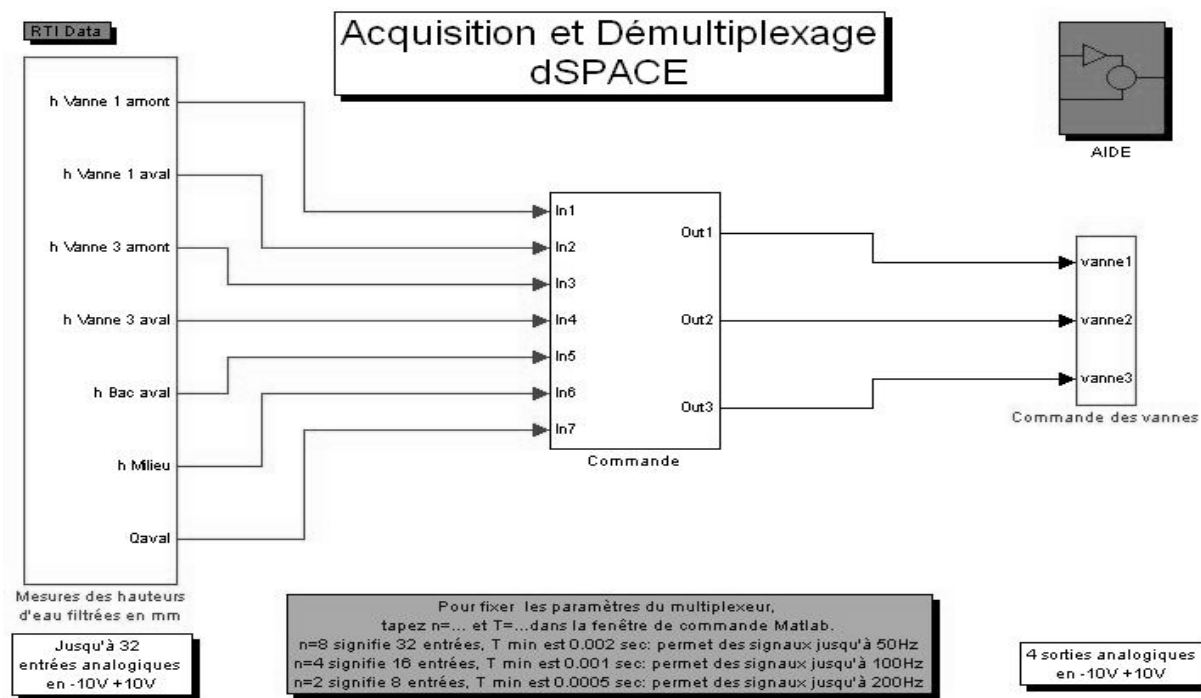 RTI Data
Acquisition et Démultiplexage
dSPACE
AIDE
h Vanne 1 amont
h Vanne 1 aval
h Vanne 3 amont
h Vanne 3 aval
h Bac aval
h Milieu
Qaval
Mesures des hauteurs
d'eau filtrées en mm
In1
In2
In3
In4
In5
In6
In7
Out1
Out2
Out3
Commande
vanne1
vanne2
vanne3
Commande des vannes
Jusqu'à 32
entrées analogiques
en -10V +10V
Pour fixer les paramètres du multiplexeur,
tapez n=... et T=...dans la fenêtre de commande Matlab.
n=8 signifie 32 entrées, T min est 0.002 sec: permet des signaux jusqu'à 50Hz
n=4 signifie 16 entrées, T min est 0.001 sec: permet des signaux jusqu'à 100Hz
n=2 signifie 8 entrées, T min est 0.0005 sec: permet des signaux jusqu'à 200Hz
4 sorties analogiques
en -10V +10V